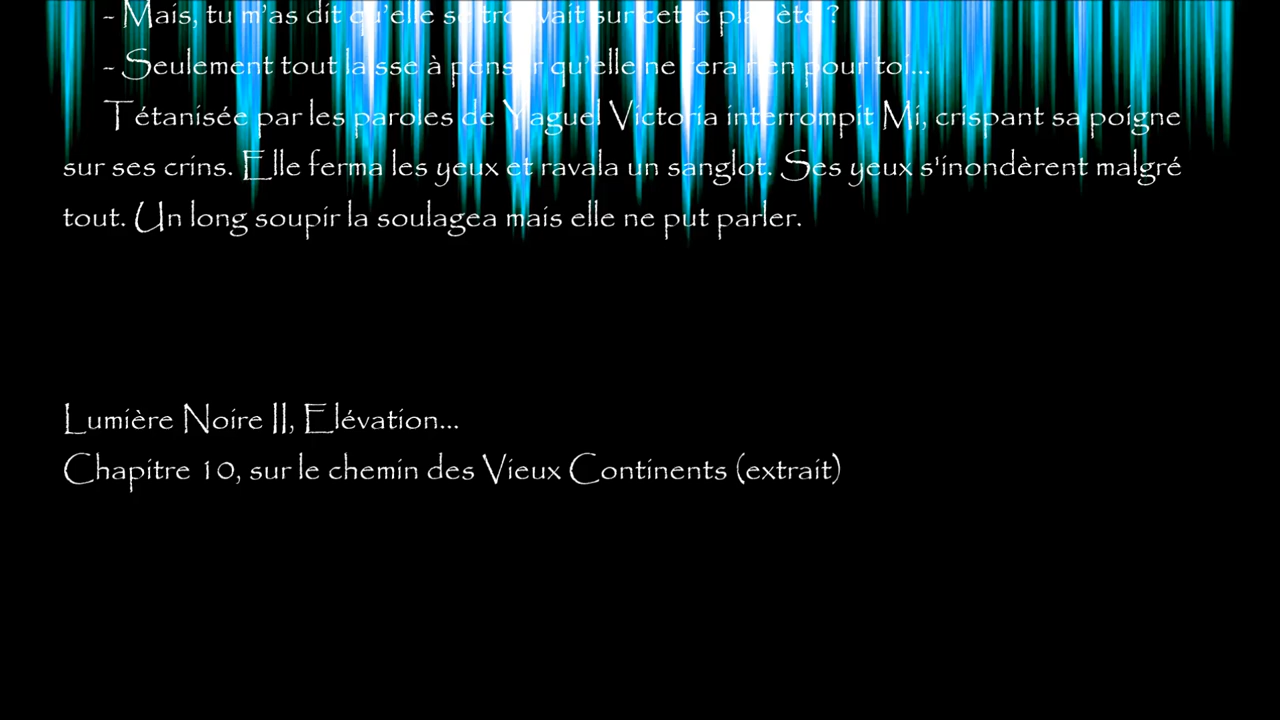 - Mais, tu m'as dit qu'elle se trouvait sur cette planète ?
- Seulement tout laisse à penser qu'elle ne fera rien pour toi...
Tétanisée par les paroles de Yaguel Victoria interrompit Mi, crispant sa poigne
sur ses crins. Elle ferma les yeux et ravala un sanglot. Ses yeux s'inondèrent malgré
tout. Un long soupir la soulagea mais elle ne put parler.
Lumière Noire II, Elévation...
Chapitre 10, sur le chemin des Vieux Continents (extrait)